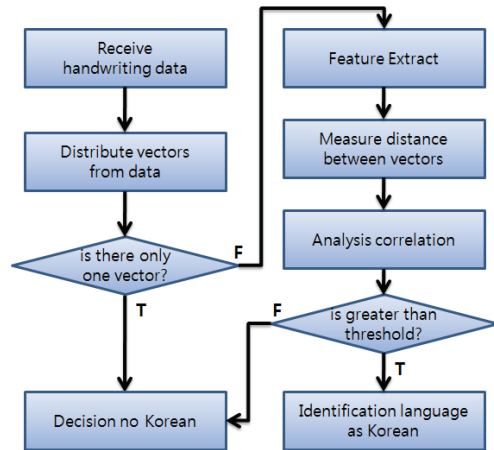 Receive
handwriting data
Distribute vectors
from data
is there only
one vector?
F
T
Decision no Korean
Feature Extract
Measure distance
between vectors
Analysis correlation
is greater than
threshold?
F
T
Identification language
as Korean